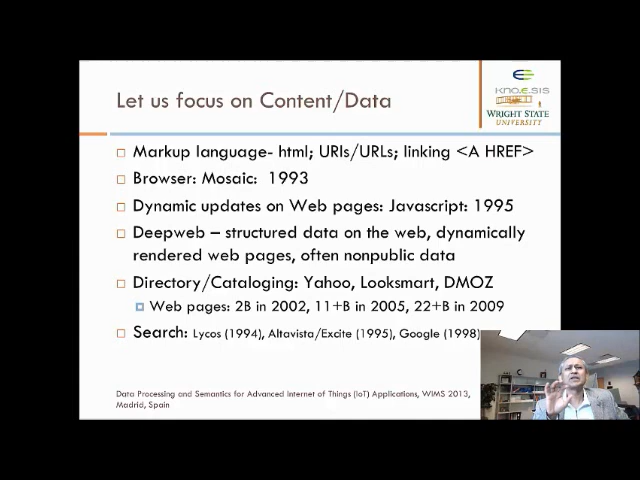 Let us focus on Content/Data
KNO.E.SIS
WRIGHT STATE
UNIVERSITY
Markup language- html; URIs/URLs; linking <A HREF>
Browser: Mosaic: 1993
Dynamic updates on Web pages: Javascript: 1995
Deepweb – structured data on the web, dynamically
rendered web pages, often nonpublic data
Directory/Cataloging: Yahoo, Looksmart, DMOZ
Web pages: 2B in 2002, 11+B in 2005, 22+B in 2009
Search: Lycos (1994), Altavista/Excite (1995), Google (1998)
Data Processing and Semantics for Advanced Internet of Things (IoT) Applications, WIMS 2013,
Madrid, Spain